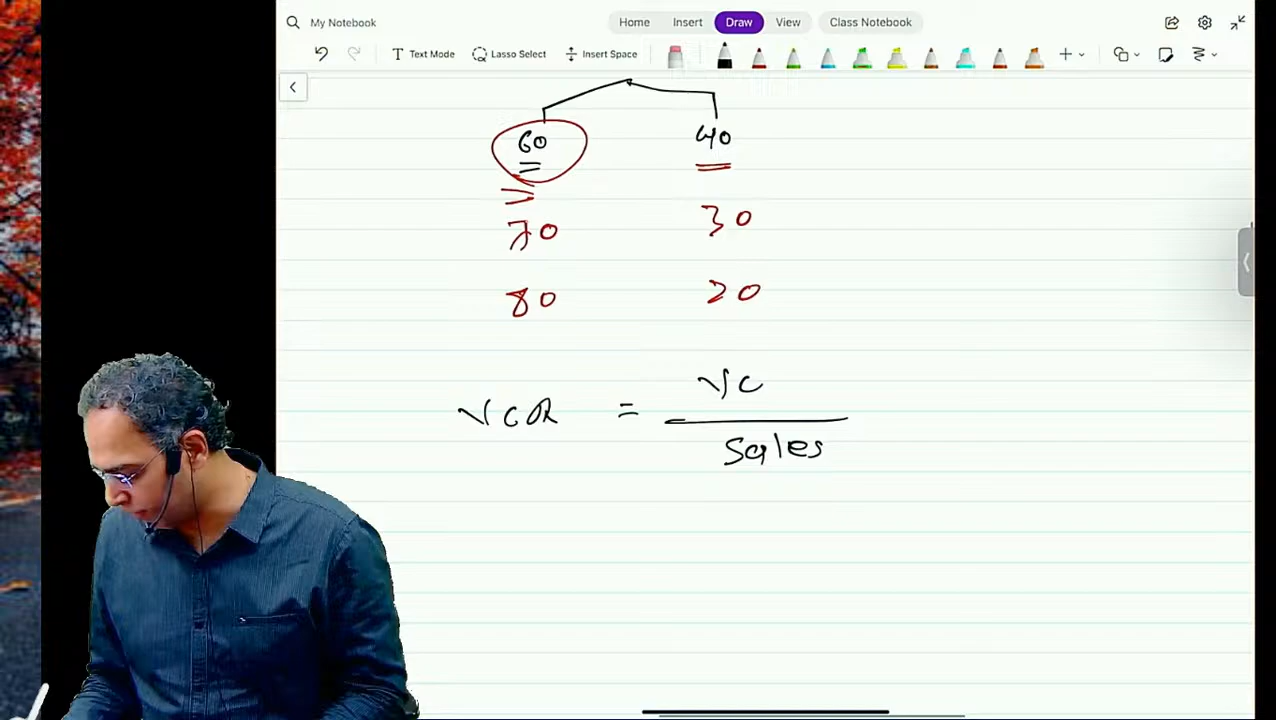 My Notebook
Home Insert Draw View Class Notebook
Text Mode Lasso Select Insert Space
60 40
70 30
80 20
VCR = VC
Sales